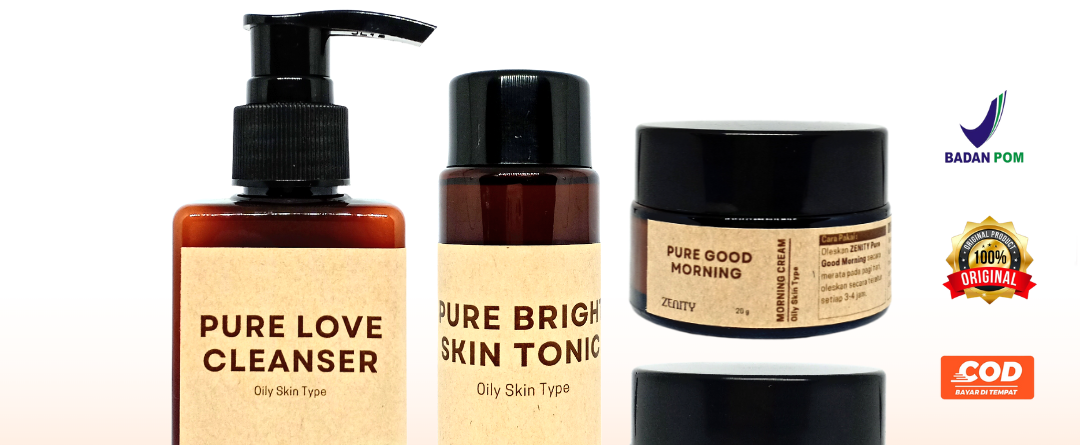 PURE LOVE
CLEANSER
Oily Skin Type
PURE BRIGHT
SKIN TONIC
Oily Skin Type
PURE GOOD
MORNING
ZENITY
20 g
MORNING CREAM
Oily Skin Type
Cara Pakai :
Oleskan ZENITY Pure
Good Morning secara
merata pada pagi hari,
oleskan secara
setiap 3-4 jam.
BADAN POM
ORIGINAL PRODUCT
100%
ORIGINAL
COD
BAYAR DI TEMPAT